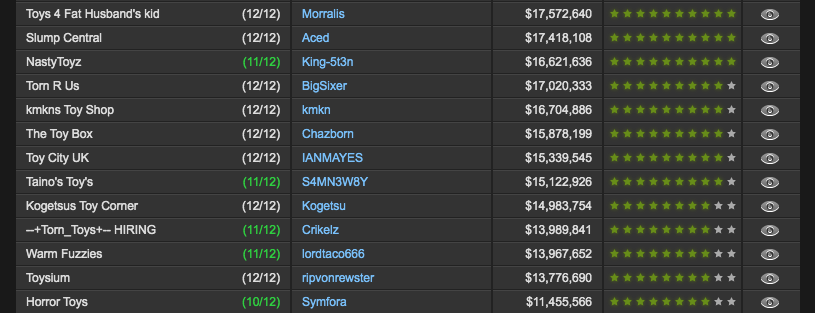 Toys 4 Fat Husband's kid (12/12) Morralis $17,572,640
Slump Central (12/12) Aced $17,418,108
NastyToyz (11/12) King-5t3n $16,621,636
Torn R Us (12/12) BigSixer $17,020,333
kmkns Toy Shop (12/12) kmkn $16,704,886
The Toy Box (12/12) Chazborn $15,878,199
Toy City UK (12/12) IANMAYES $15,339,545
Taino's Toy's (11/12) S4MN3W8Y $15,122,926
Kogetsus Toy Corner (12/12) Kogetsu $14,983,754
--+Torn_Toys+-- HIRING (11/12) Crikelz $13,989,841
Warm Fuzzies (11/12) lordtaco666 $13,967,652
Toysium (12/12) ripvonrewster $13,776,690
Horror Toys (10/12) Symfora $11,455,566